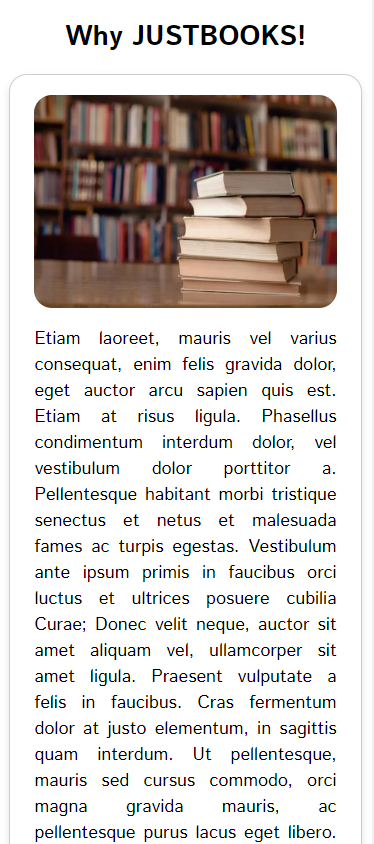 Why JUSTBOOKS!
Etiam laoreet, mauris vel varius
consequat, enim felis gravida dolor,
eget auctor arcu sapien quis est.
Etiam at risus ligula. Phasellus
condimentum interdum dolor, vel
vestibulum dolor porttitor a.
Pellentesque habitant morbi tristique
senectus et netus et malesuada
fames ac turpis egestas. Vestibulum
ante ipsum primis in faucibus orci
luctus et ultrices posuere cubilia
Curae; Donec velit neque, auctor sit
amet aliquam vel, ullamcorper sit
amet ligula. Praesent vulputate a
felis in faucibus. Cras fermentum
dolor at justo elementum, in sagittis
quam interdum. Ut pellentesque,
mauris sed cursus commodo, orci
magna gravida mauris, ac
pellentesque purus lacus eget libero.